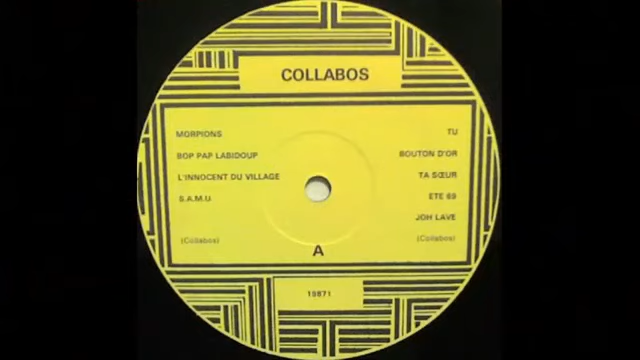 COLLABOS
MORPIONS
BOP PAP LABIDOUP
L'INNOCENT DU VILLAGE
S.A.M.U.
(Collabos)
TU
BOUTON D'OR
TA SŒUR
ETE 69
JOH LAVE
(Collabos)
A
19871